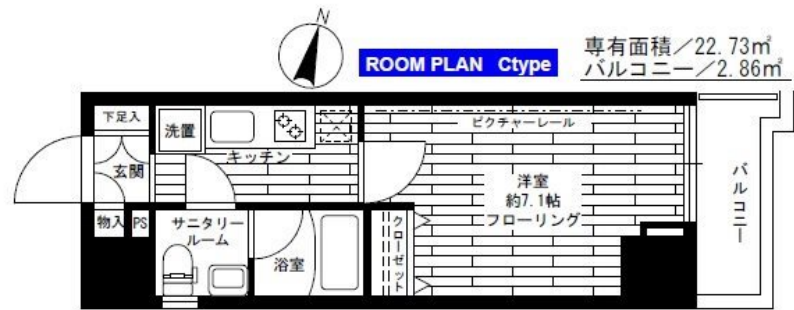 N
ROOM PLAN Ctype
専有面積／22.73㎡
バルコニー／2.86㎡
下足入
洗置
キッチン
ピクチャーレール
玄関
洋室
約7.1帖
フローリング
バルコニー
物入
PS
サニタリー
ルーム
浴室
クローゼット